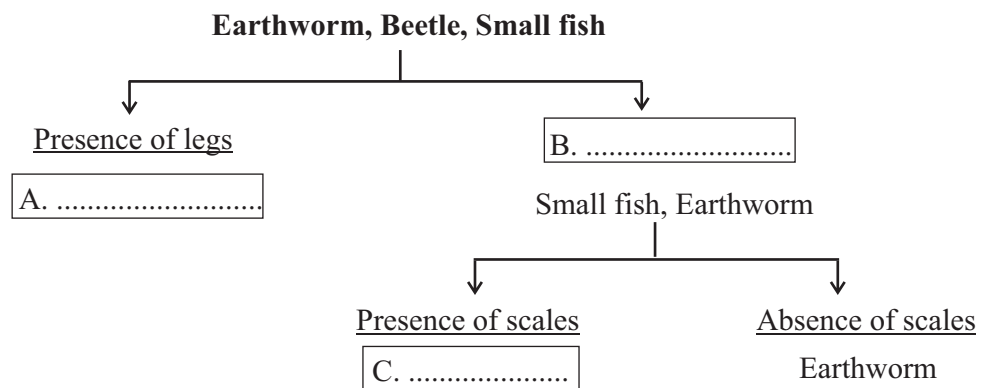 Earthworm, Beetle, Small fish
Presence of legs
B. ...........................
A. ...........................
Small fish, Earthworm
Presence of scales
Absence of scales
C. .....................
Earthworm